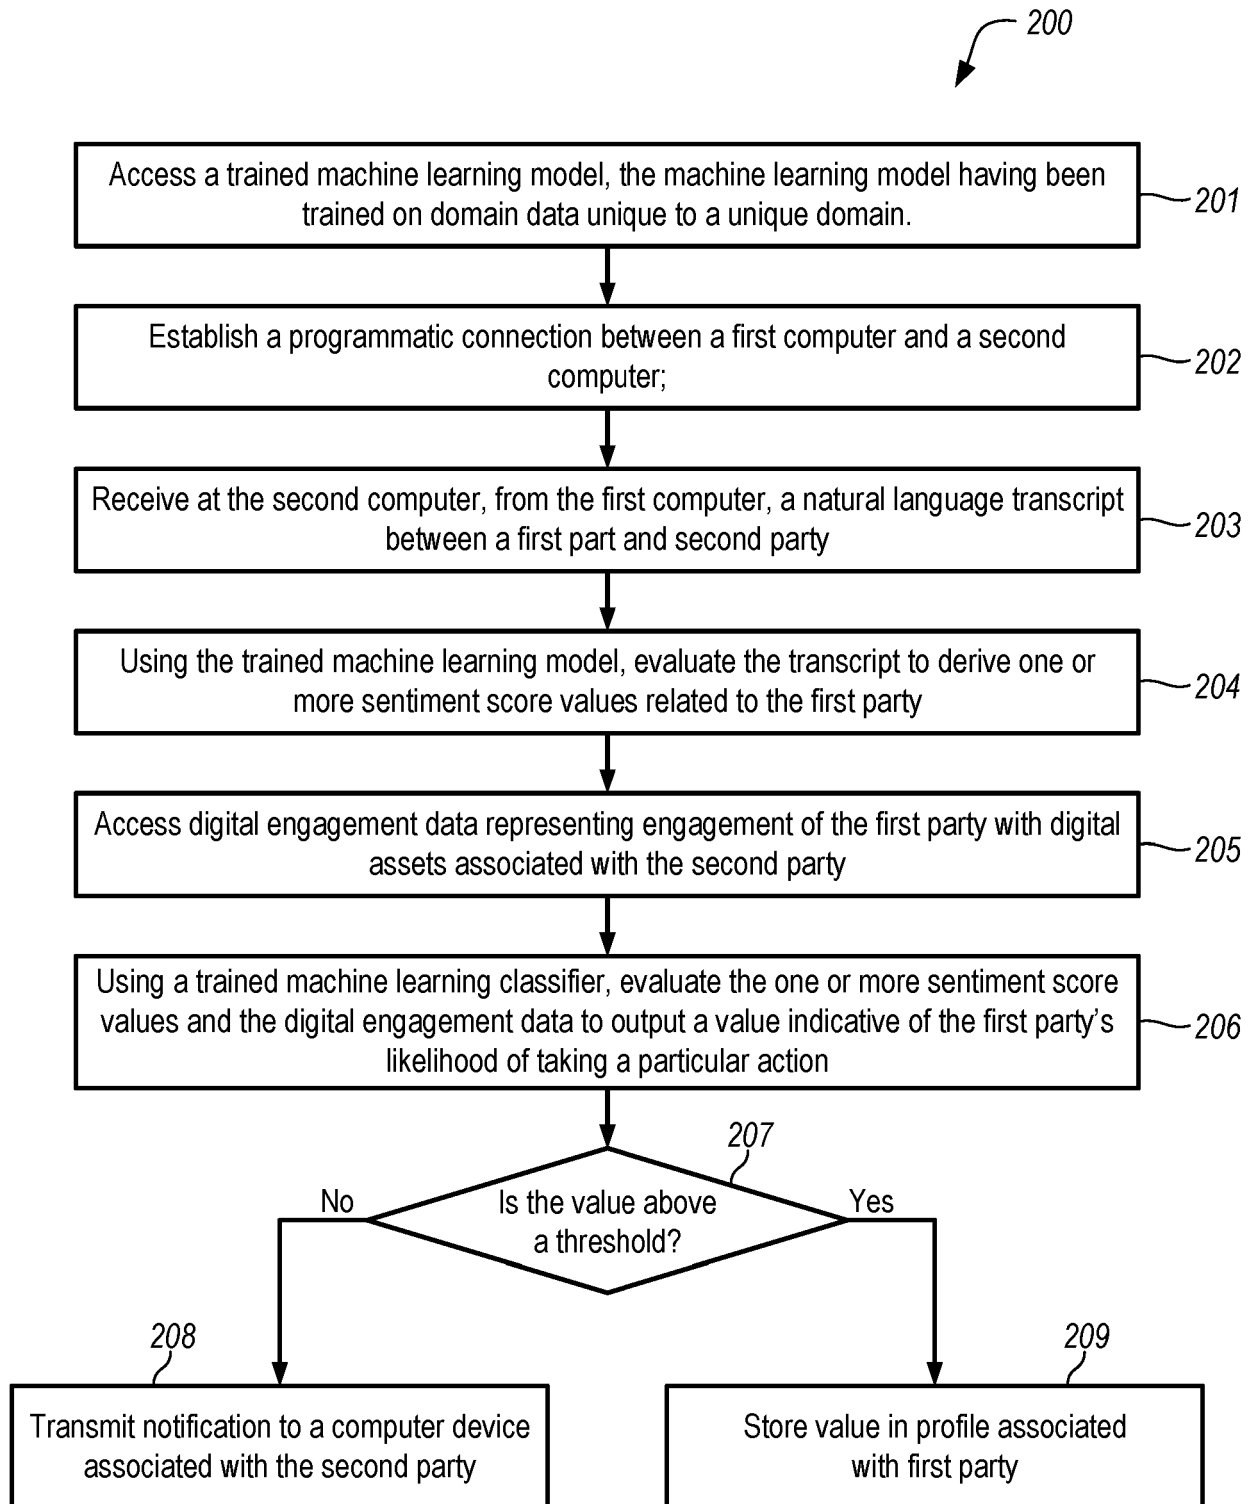 200
Access a trained machine learning model, the machine learning model having been
trained on domain data unique to a unique domain.
201
Establish a programmatic connection between a first computer and a second
computer;
202
Receive at the second computer, from the first computer, a natural language transcript
between a first part and second party
203
Using the trained machine learning model, evaluate the transcript to derive one or
more sentiment score values related to the first party
204
Access digital engagement data representing engagement of the first party with digital
assets associated with the second party
205
Using a trained machine learning classifier, evaluate the one or more sentiment score
values and the digital engagement data to output a value indicative of the first party’s
likelihood of taking a particular action
206
207
No
Is the value above
a threshold?
Yes
208
Transmit notification to a computer device
associated with the second party
209
Store value in profile associated
with first party